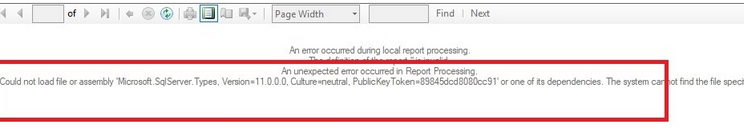 of
Page Width
Find | Next
An error occurred during local report processing.
The definition of the report '' is invalid.
An unexpected error occurred in Report Processing.
Could not load file or assembly 'Microsoft.SqlServer.Types, Version=11.0.0.0, Culture=neutral, PublicKeyToken=89845dcd8080cc91' or one of its dependencies. The system cannot find the file specif